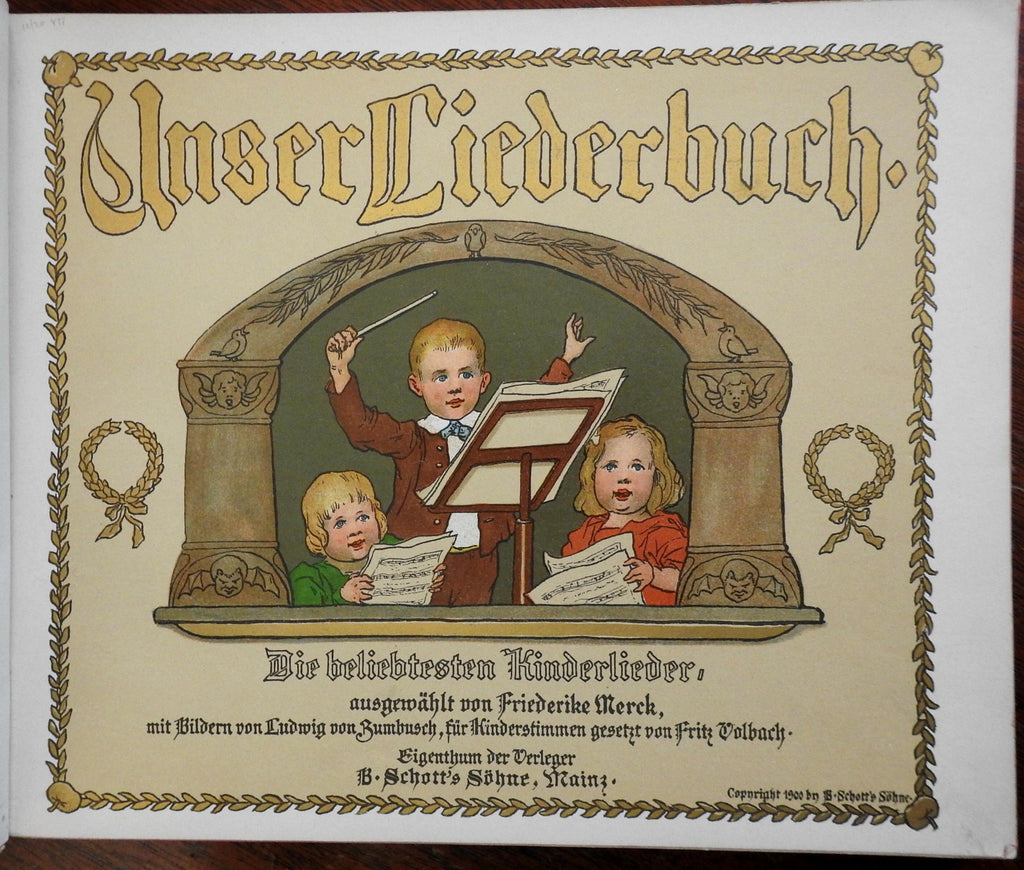 Unser Liederbuch.
Die beliebtesten Kinderlieder,
ausgewählt von Friederike Merck,
mit Bildern von Ludwig von Zumbusch, für Kinderstimmen gesetzt von Fritz Volbach.
Eigenthum der Verleger
B. Schott's Söhne, Mainz.
Copyright 1900 by B. Schott's Söhne.